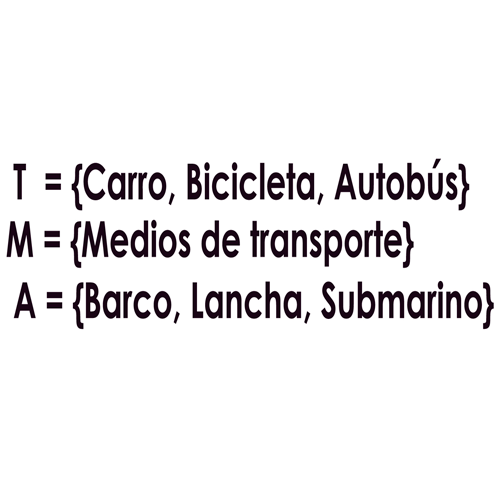 T = {Carro, Bicicleta, Autobús}
M = {Medios de transporte}
A = {Barco, Lancha, Submarino}